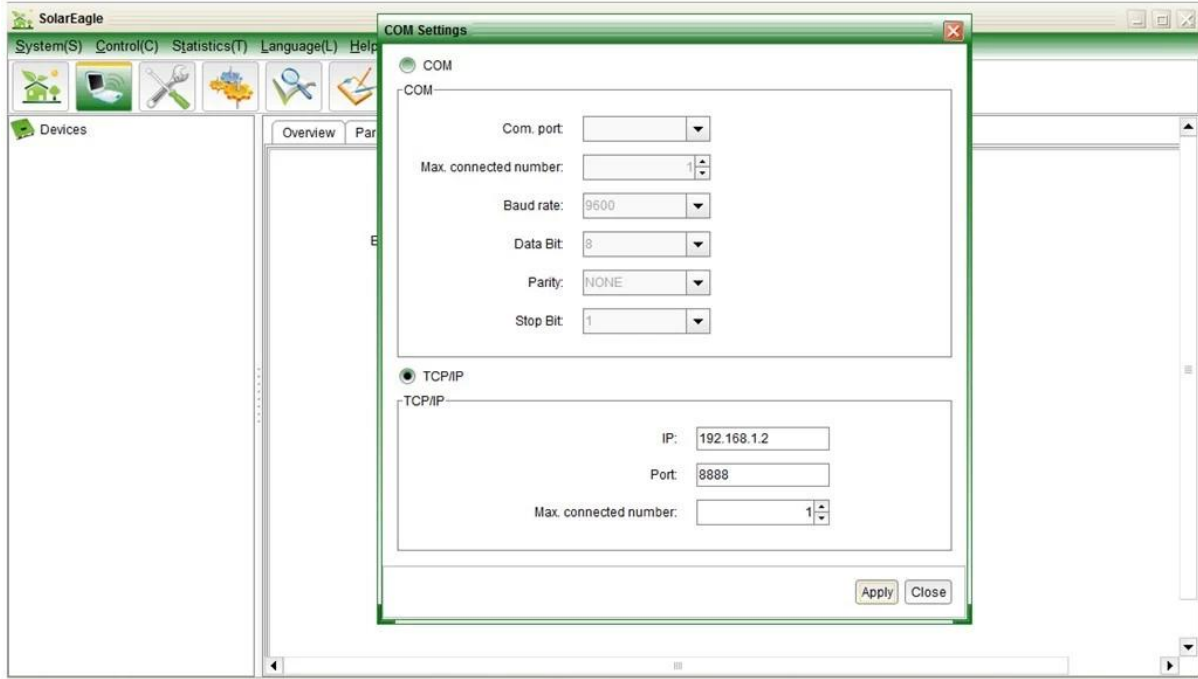 SolarEagle
System(S) Control(C) Statistics(T) Language(L) Help
Devices
Overview Par
COM Settings
COM
COM
Com. port:
Max. connected number: 1
Baud rate: 9600
Data Bit: 8
Parity: NONE
Stop Bit: 1
TCP/IP
TCP/IP
IP: 192.168.1.2
Port: 8888
Max. connected number: 1
Apply Close